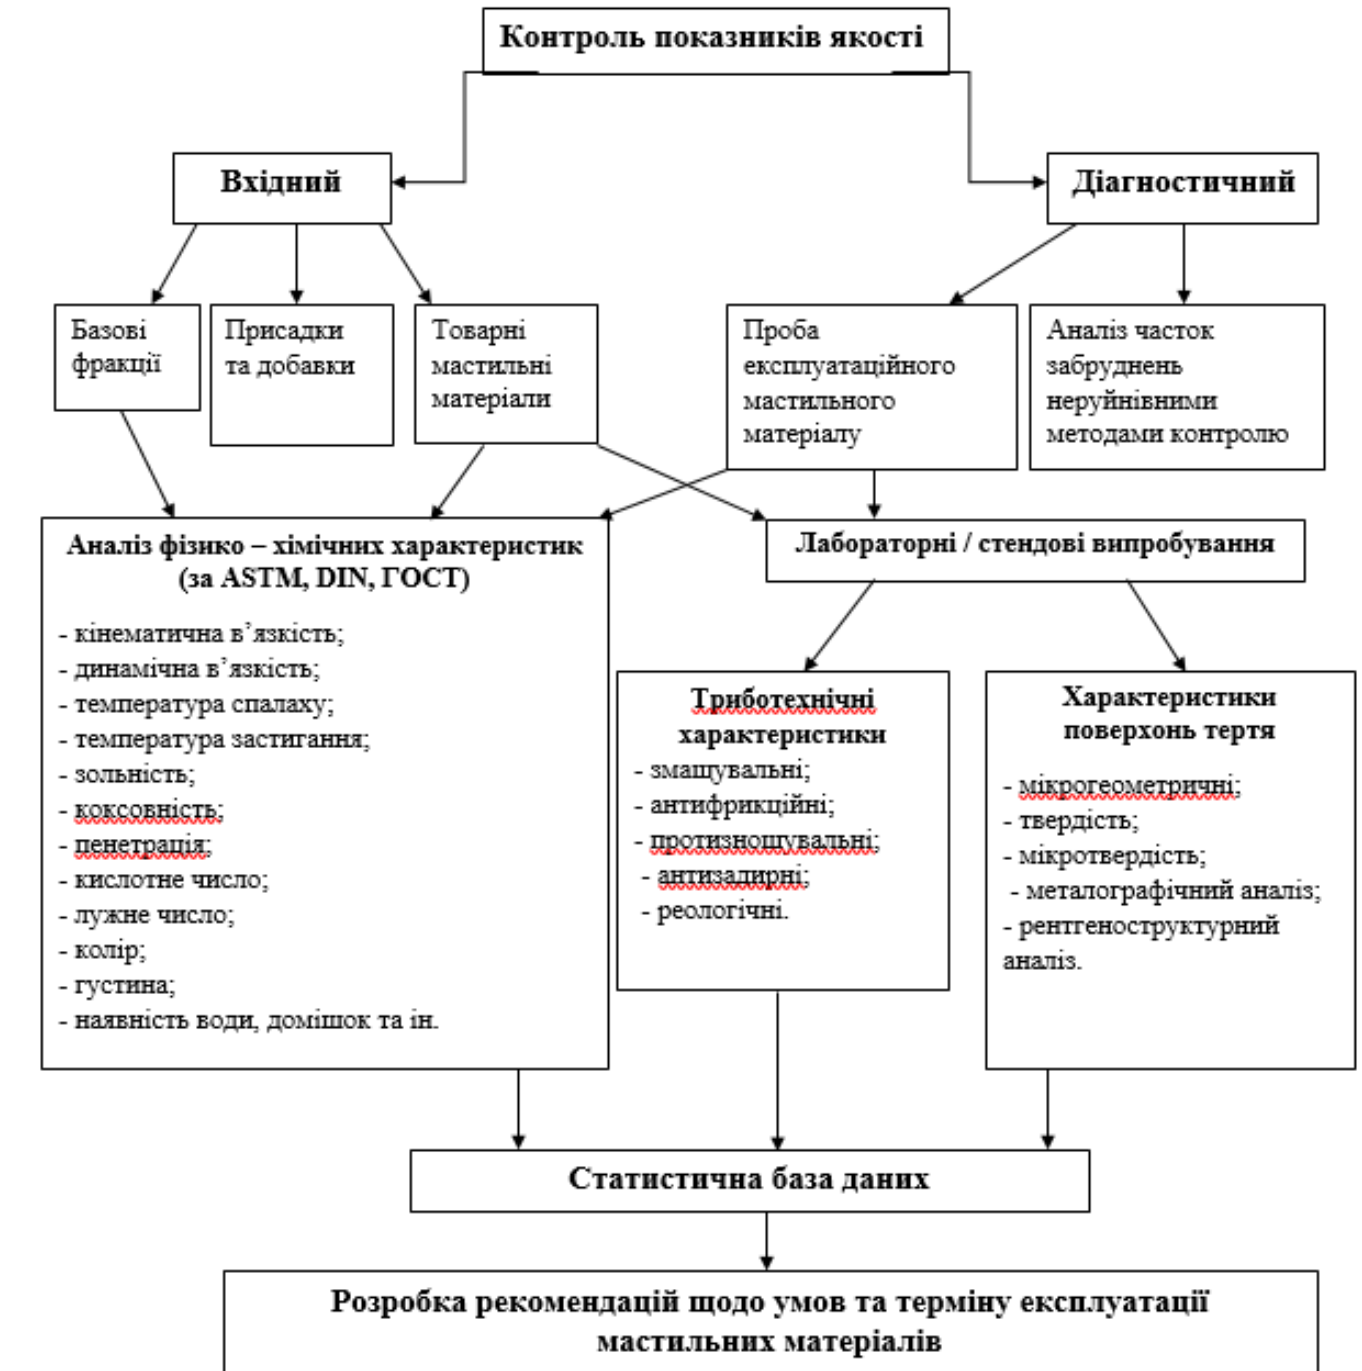 Контроль показників якості
Вхідний
Діагностичний
Базові
фракції
Присадки
та добавки
Товарні
мастильні
матеріали
Проба
експлуатаційного
мастильного
матеріалу
Аналіз часток
забруднень
неруйнівними
методами контролю
Аналіз фізико – хімічних характеристик
(за ASTM, DIN, ГОСТ)
- кінематична в’язкість;
- динамічна в’язкість;
- температура спалаху;
- температура застигання;
- зольність;
- коксовність;
- пенетрація;
- кислотне число;
- лужне число;
- колір;
- густина;
- наявність води, домішок та ін.
Лабораторні / стендові випробування
Триботехнічні
характеристики
- змащувальні;
- антифрикційні;
- протизношувальні;
- антизадирні;
- реологічні.
Характеристики
поверхонь тертя
- мікрогеометричні;
- твердість;
- мікротвердість;
- металографічний аналіз;
- рентгеноструктурний
аналіз.
Статистична база даних
Розробка рекомендацій щодо умов та терміну експлуатації
мастильних матеріалів